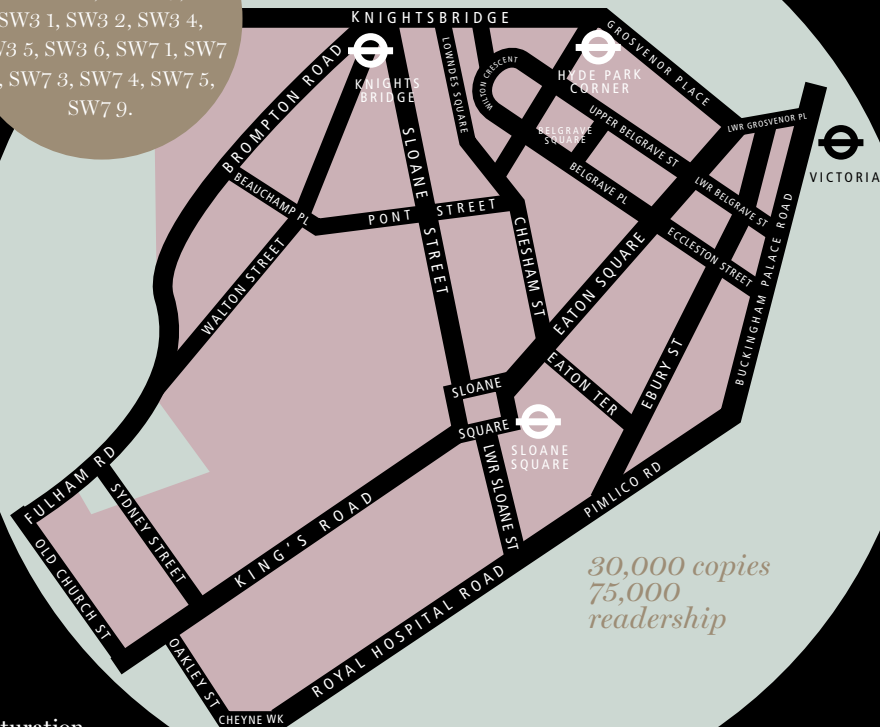 SW3 1, SW3 2, SW3 4,
SW3 6, SW7 1, SW7
SW7 3, SW7 4, SW7 5,
SW7 9.
KNIGHTSBRIDGE
GROSVENOR PLACE
HYDE PARK
CORNER
KNIGHTS
BRIDGE
LOWNDES SQUARE
WILTON CRESCENT
BROMPTON ROAD
SLOANE STREET
BELGRAVE
SQUARE
UPPER BELGRAVE ST
LWR GROSVENOR PL
VICTORIA
BELGRAVE PL
LWR BELGRAVE ST
BEAUCHAMP PL
PONT STREET
CHESHAM ST
ECCLESTON STREET
BUCKINGHAM PALACE ROAD
WALTON STREET
EATON SQUARE
EBURY ST
EATON TER
SLOANE
SQUARE
SLOANE
SQUARE
LWR SLOANE ST
PIMLICO RD
FULHAM RD
SYDNEY STREET
KING'S ROAD
OLD CHURCH ST
ROYAL HOSPITAL ROAD
OAKLEY ST
CHEYNE WK
30,000 copies
75,000
readership